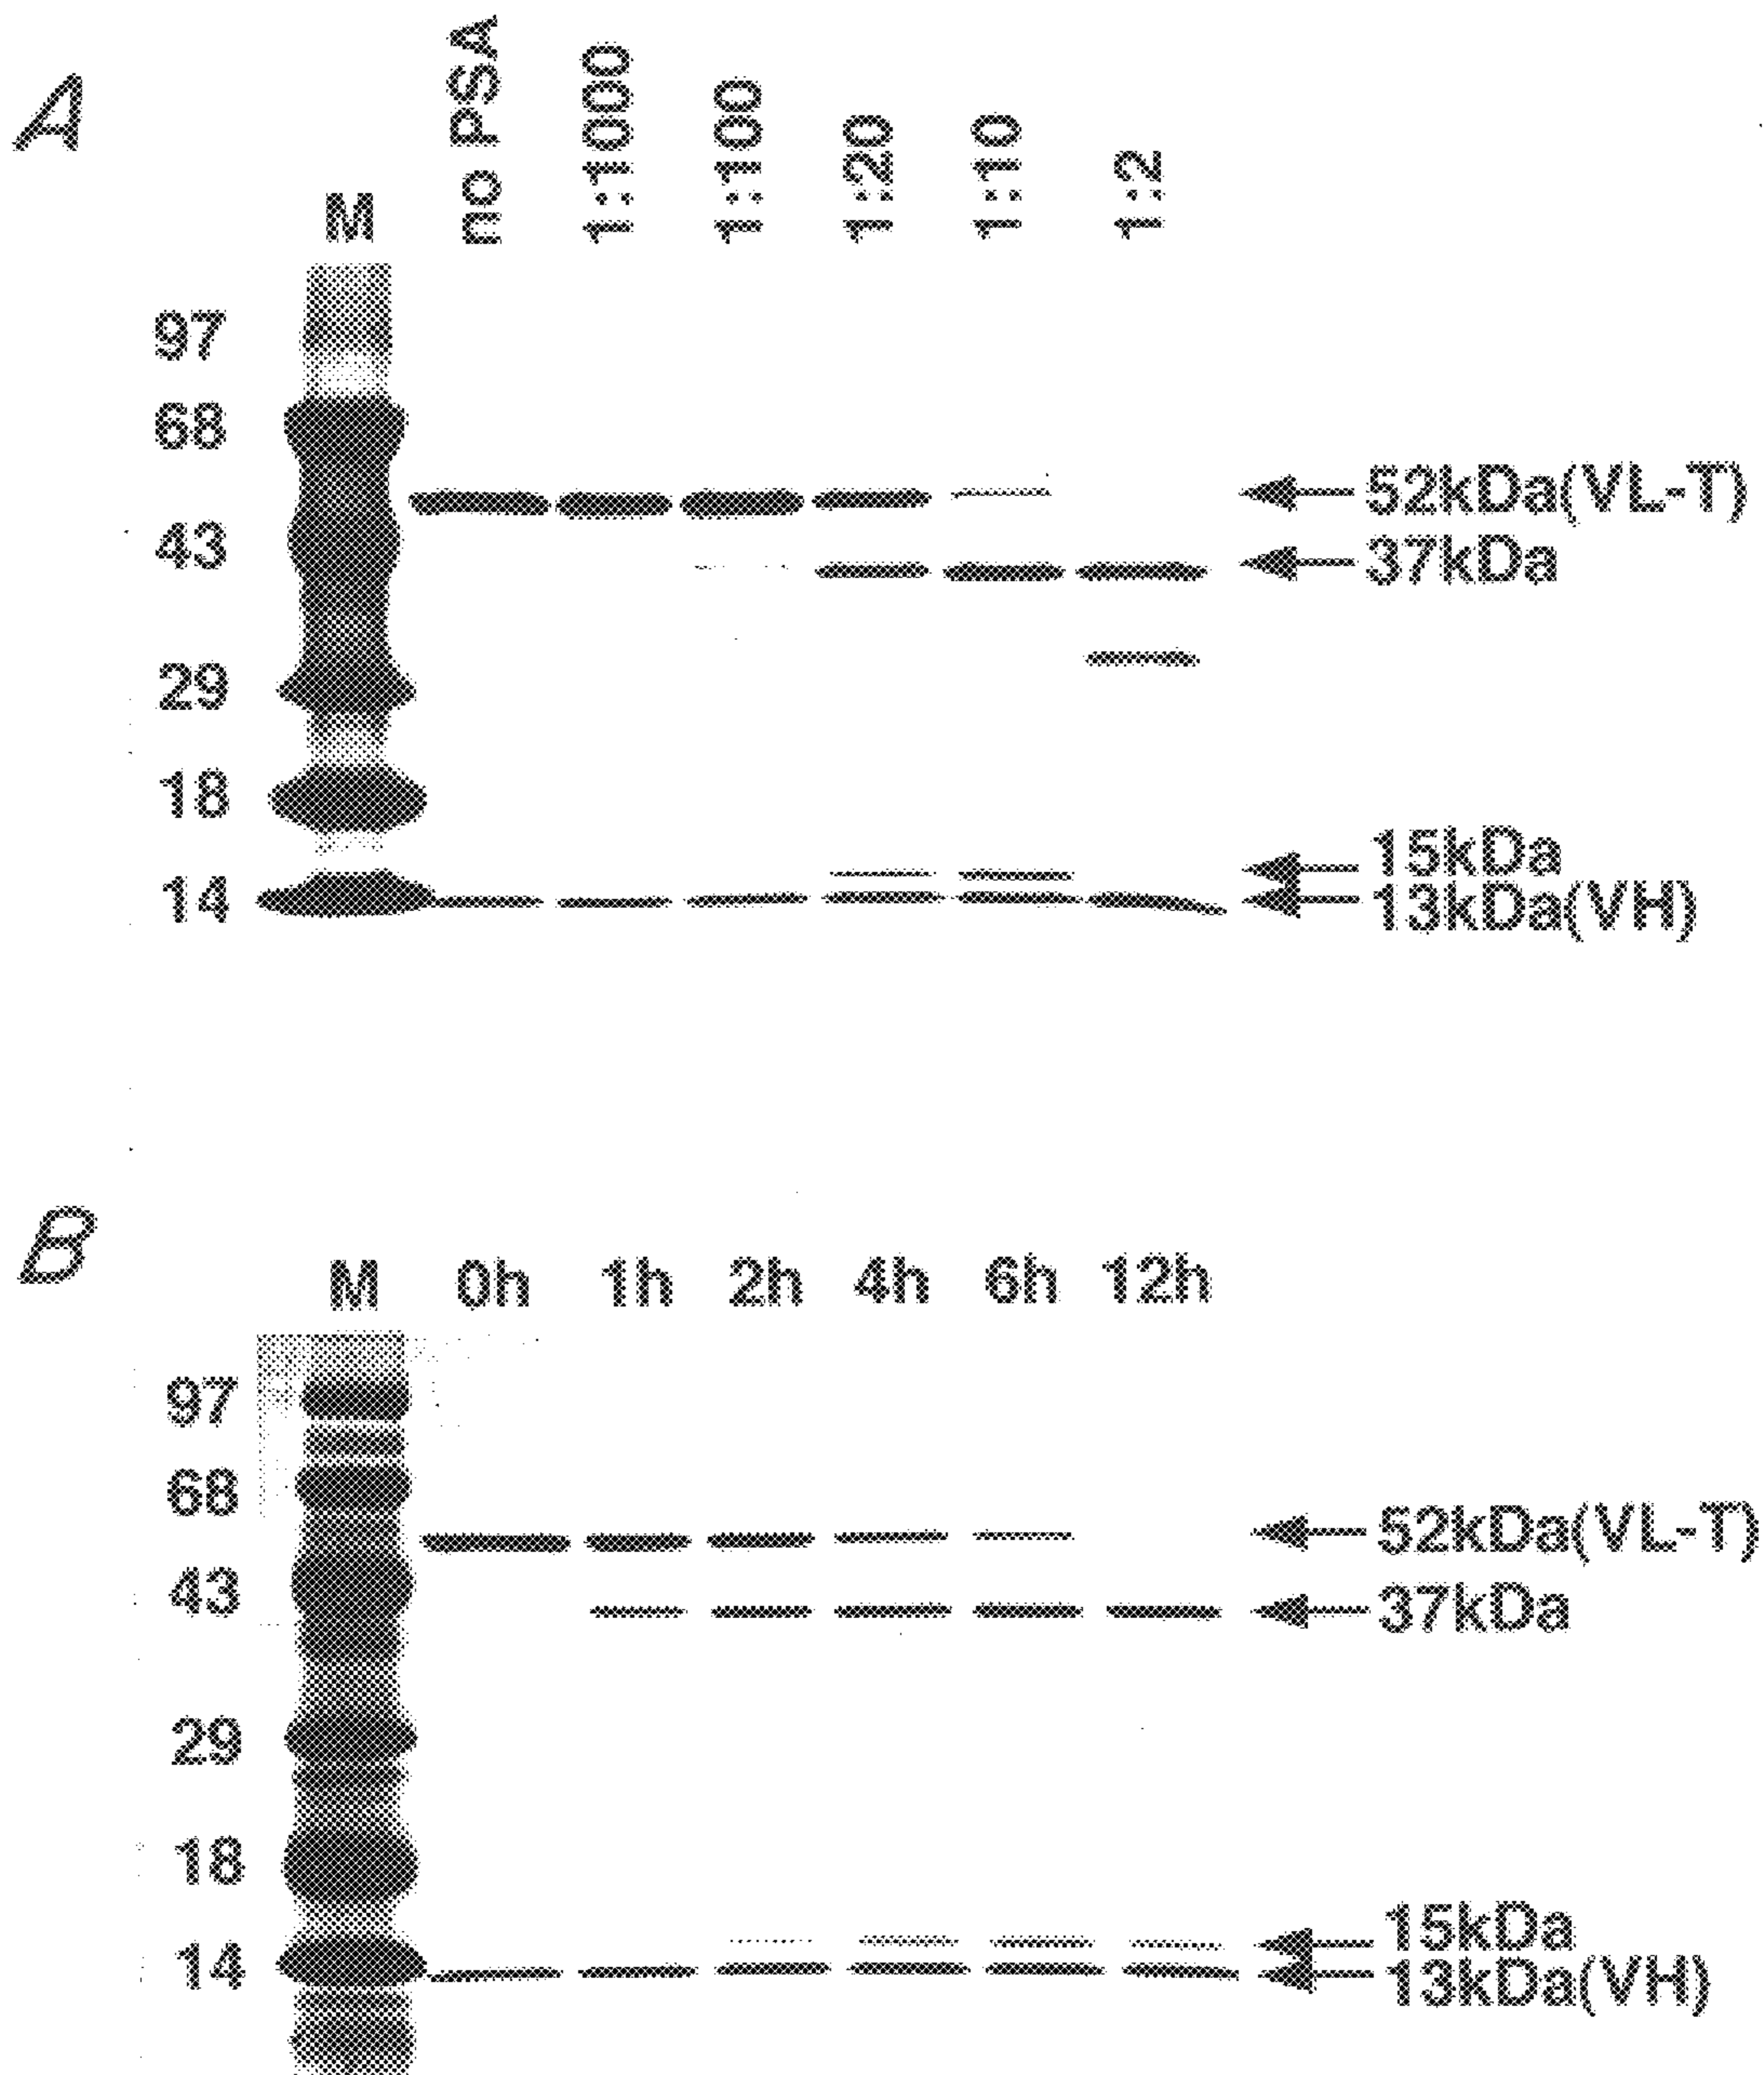 A
M no PSA 1:1000 1:100 1:20 1:10 1:2
97
68
52kDa(VL-T)
43
37kDa
29
18
15kDa
14
13kDa(VH)
B
M 0h 1h 2h 4h 6h 12h
97
68
52kDa(VL-T)
43
37kDa
29
18
15kDa
14
13kDa(VH)